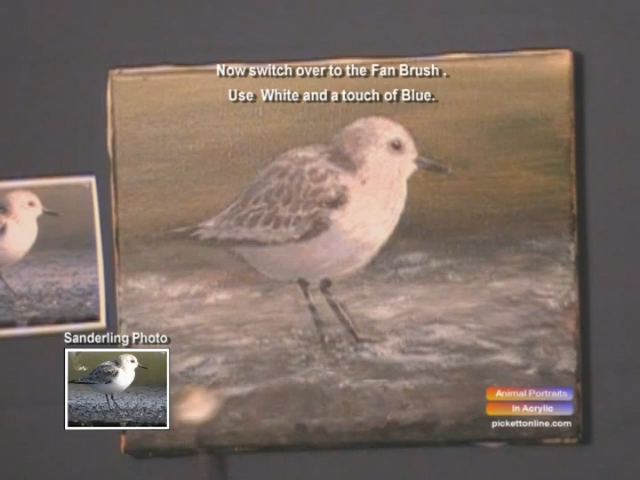 Now switch over to the Fan Brush .
Use White and a touch of Blue.
Sanderling Photo
Animal Portraits
In Acrylic
pickettonline.com